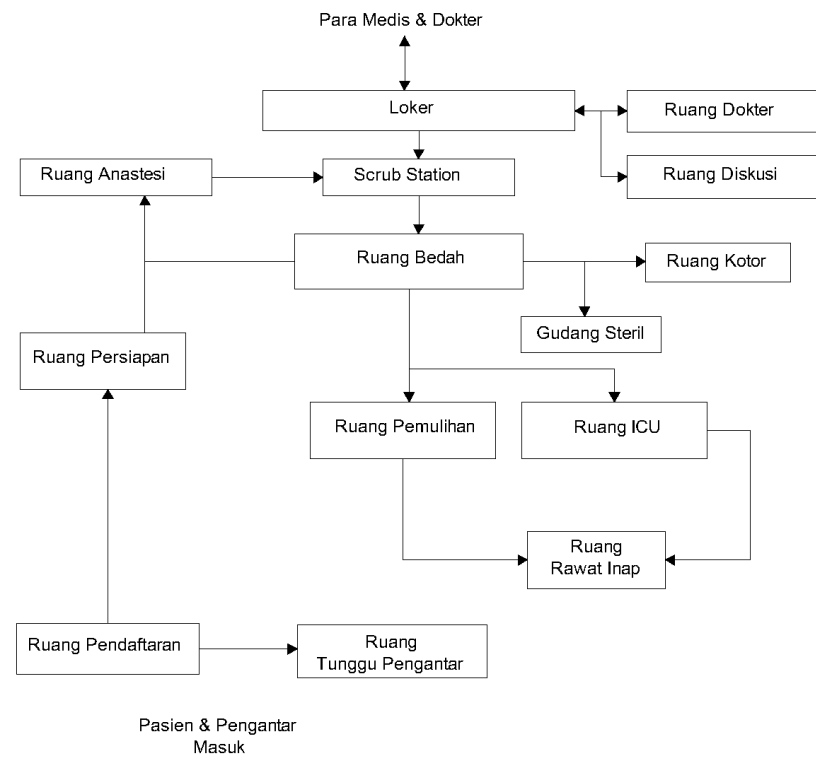 Para Medis & Dokter
Loker
Ruang Dokter
Ruang Anastesi
Scrub Station
Ruang Diskusi
Ruang Bedah
Ruang Kotor
Gudang Steril
Ruang Persiapan
Ruang Pemulihan
Ruang ICU
Ruang
Rawat Inap
Ruang Pendaftaran
Ruang
Tunggu Pengantar
Pasien & Pengantar
Masuk